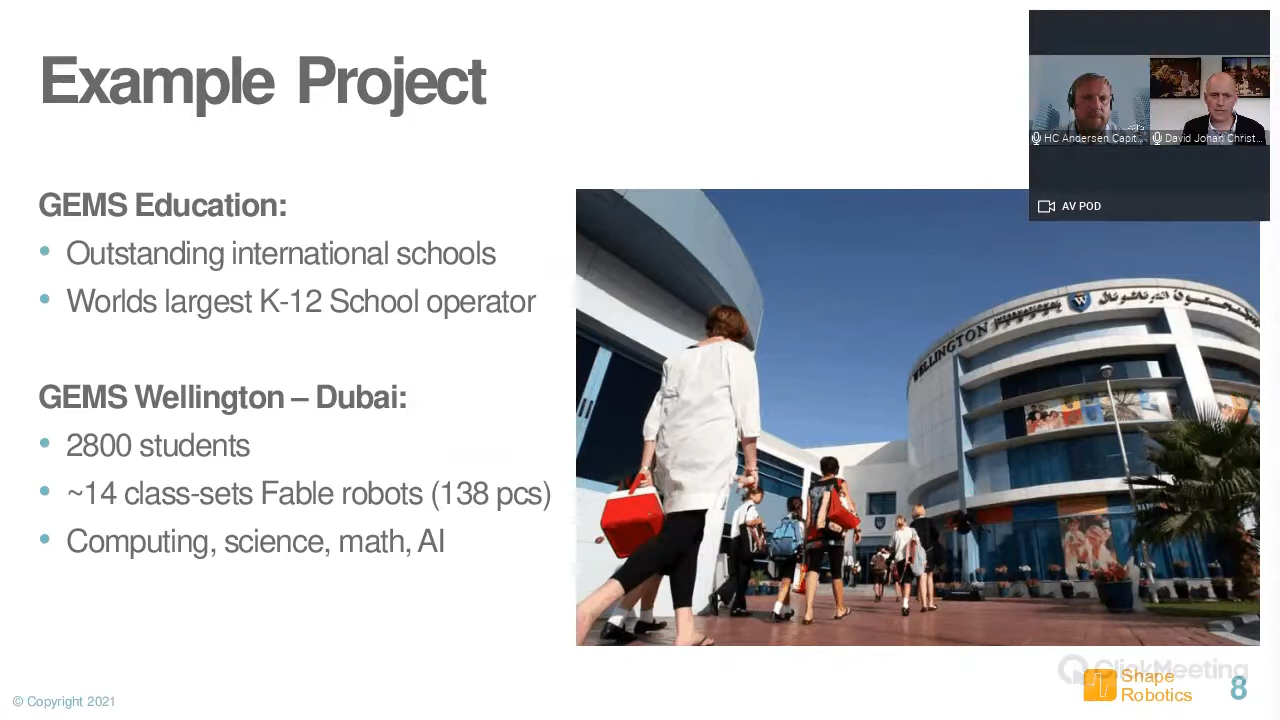 Example Project
HC Andersen Capit...
David Johan Christ...
AV POD
GEMS Education:
• Outstanding international schools
• Worlds largest K-12 School operator
GEMS Wellington – Dubai:
• 2800 students
• ~14 class-sets Fable robots (138 pcs)
• Computing, science, math, AI
WELLINGTON INTERNATIONAL W
© Copyright 2021
ClickMeeting
Shape
Robotics
8